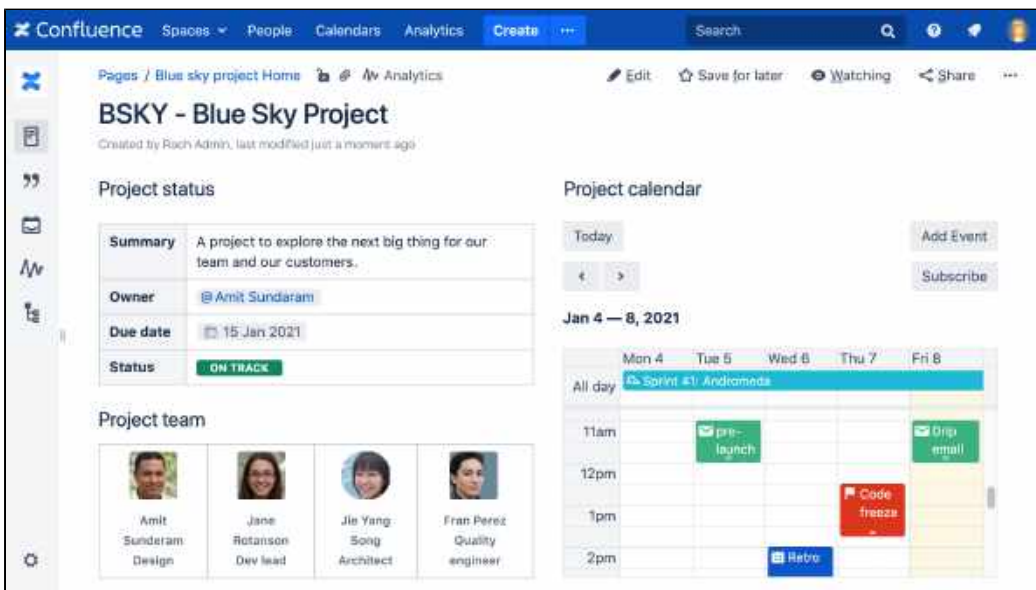 Confluence Spaces People Calendars Analytics Create ••• Search
Pages / Blue sky project Home Analytics
Edit Save for later Watching Share •••
BSKY - Blue Sky Project
Created by Rach Admin, last modified just a moment ago
Project status
Summary A project to explore the next big thing for our
team and our customers.
Owner @Amit Sundaram
Due date 15 Jan 2021
Status ON TRACK
Project team
Amit
Sunderam
Design
Jane
Rotanson
Dev lead
Jie Yang
Song
Architect
Fran Perez
Quality
engineer
Project calendar
Today Add Event
Subscribe
Jan 4 — 8, 2021
Mon 4 Tue 5 Wed 6 Thu 7 Fri 8
All day Sprint #1: Andromeda
11am
pre-
launch
Drip
email
12pm
Code
freeze
1pm
2pm Retro